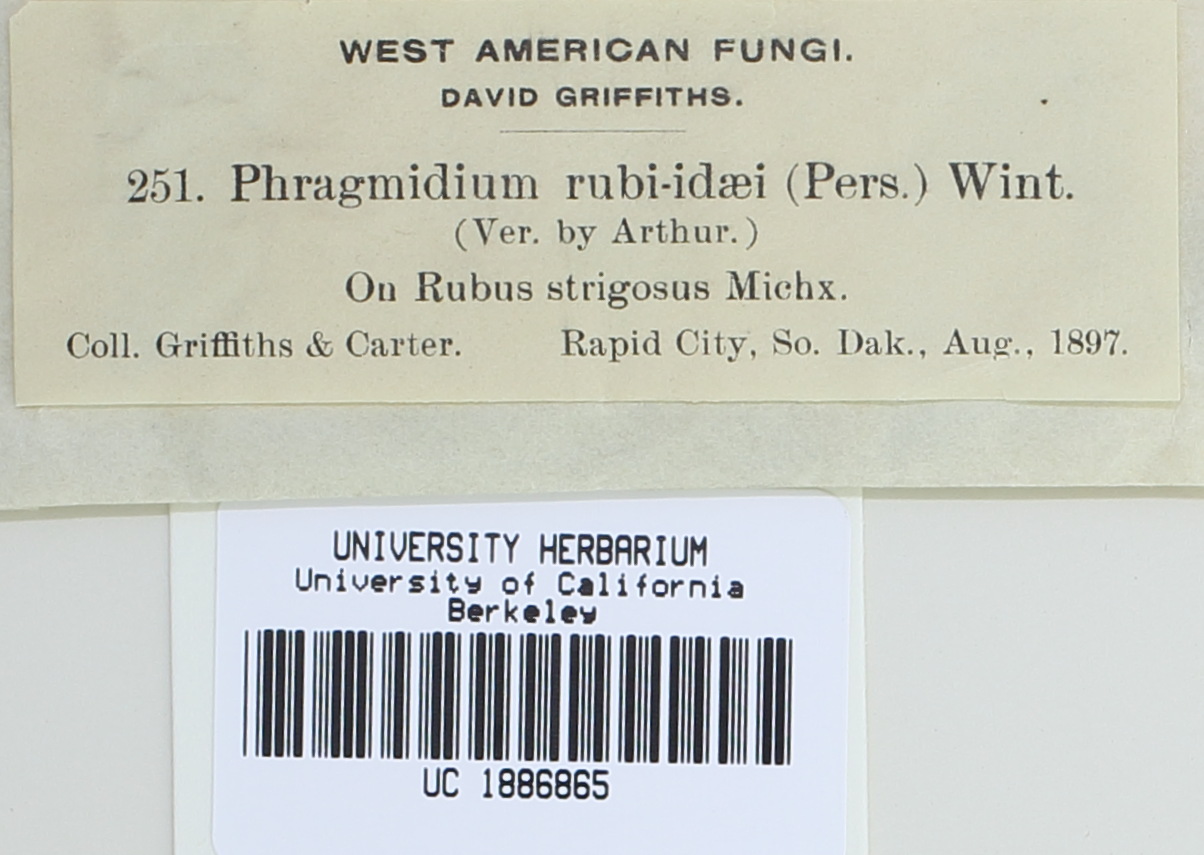 WEST AMERICAN FUNGI.
DAVID GRIFFITHS.
251. Phragmidium rubi-idæi (Pers.) Wint.
(Ver. by Arthur.)
On Rubus strigosus Michx.
Coll. Griffiths & Carter. Rapid City, So. Dak., Aug., 1897.
UNIVERSITY HERBARIUM
University of California
Berkeley
UC 1886865